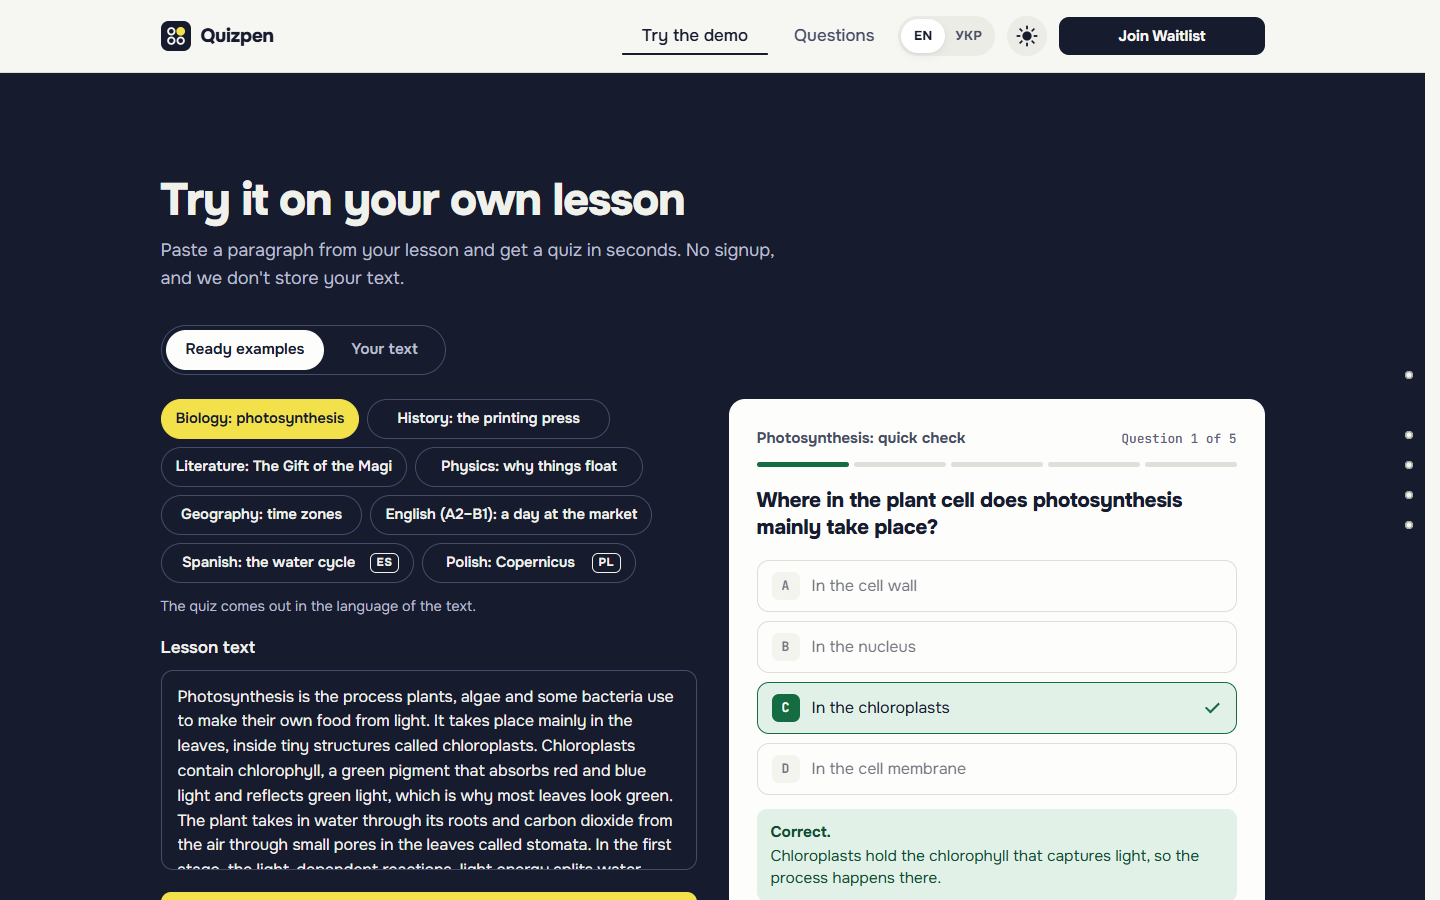 Quizpen
Try the demo
Questions
EN
УКР
Join Waitlist
Try it on your own lesson
Paste a paragraph from your lesson and get a quiz in seconds. No signup,
and we don't store your text.
Ready examples
Your text
Biology: photosynthesis
History: the printing press
Literature: The Gift of the Magi
Physics: why things float
Geography: time zones
English (A2–B1): a day at the market
Spanish: the water cycle ES
Polish: Copernicus PL
The quiz comes out in the language of the text.
Lesson text
Photosynthesis is the process plants, algae and some bacteria use
to make their own food from light. It takes place mainly in the
leaves, inside tiny structures called chloroplasts. Chloroplasts
contain chlorophyll, a green pigment that absorbs red and blue
light and reflects green light, which is why most leaves look green.
The plant takes in water through its roots and carbon dioxide from
the air through small pores in the leaves called stomata. In the first
stage, the light-dependent reactions, light energy splits water
Photosynthesis: quick check
Question 1 of 5
Where in the plant cell does photosynthesis
mainly take place?
A In the cell wall
B In the nucleus
C In the chloroplasts
D In the cell membrane
Correct.
Chloroplasts hold the chlorophyll that captures light, so the
process happens there.